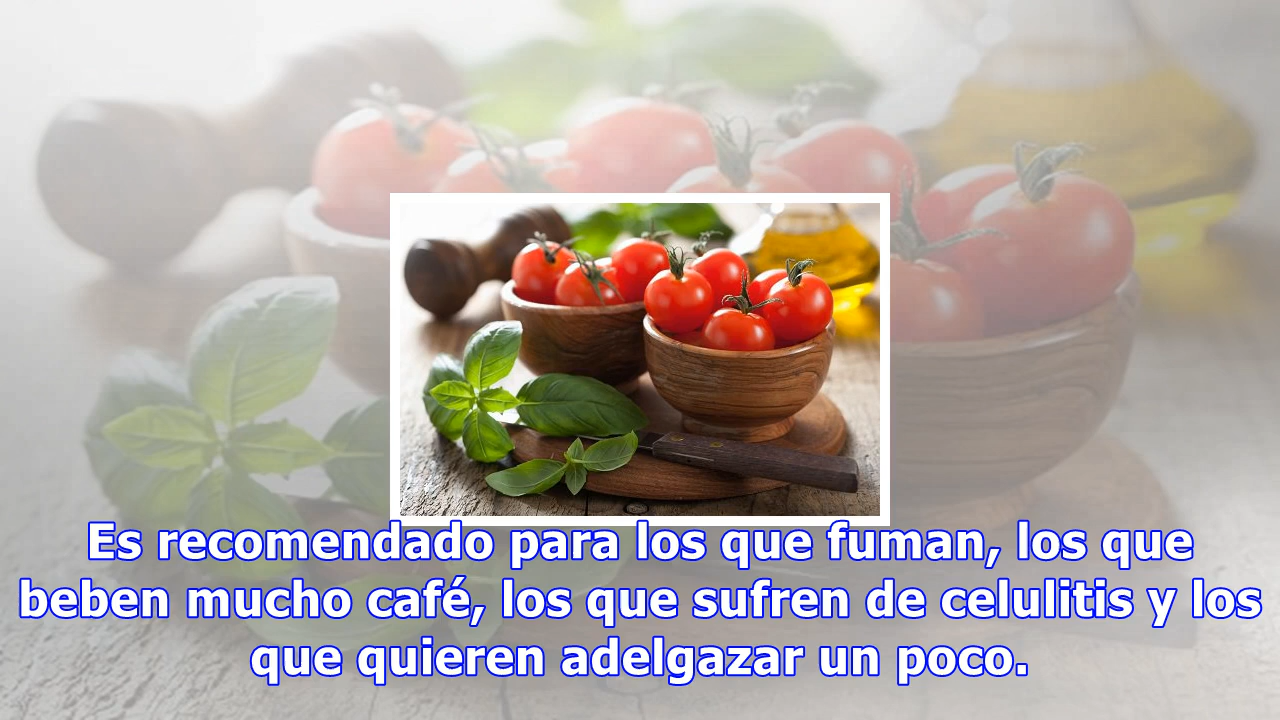 Es recomendado para los que fuman, los que
beben mucho café, los que sufren de celulitis y los
que quieren adelgazar un poco.